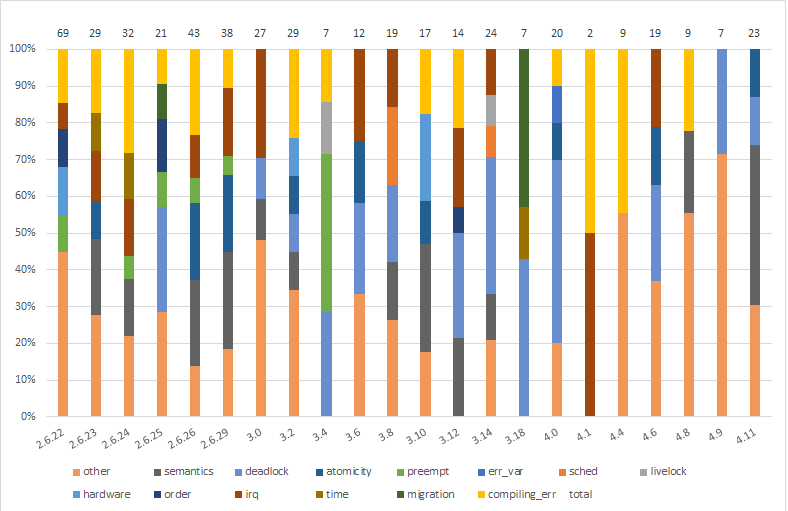 69 29 32 21 43 38 27 29 7 12 19 17 14 24 7 20 2 9 19 9 7 23
100%
90%
80%
70%
60%
50%
40%
30%
20%
10%
0%
2.6.22 2.6.23 2.6.24 2.6.25 2.6.26 2.6.29 3.0 3.2 3.4 3.6 3.8 3.10 3.12 3.14 3.18 4.0 4.1 4.4 4.6 4.8 4.9 4.11
other semantics deadlock atomicity preempt err_var sched livelock
hardware order irq time migration compiling_err total